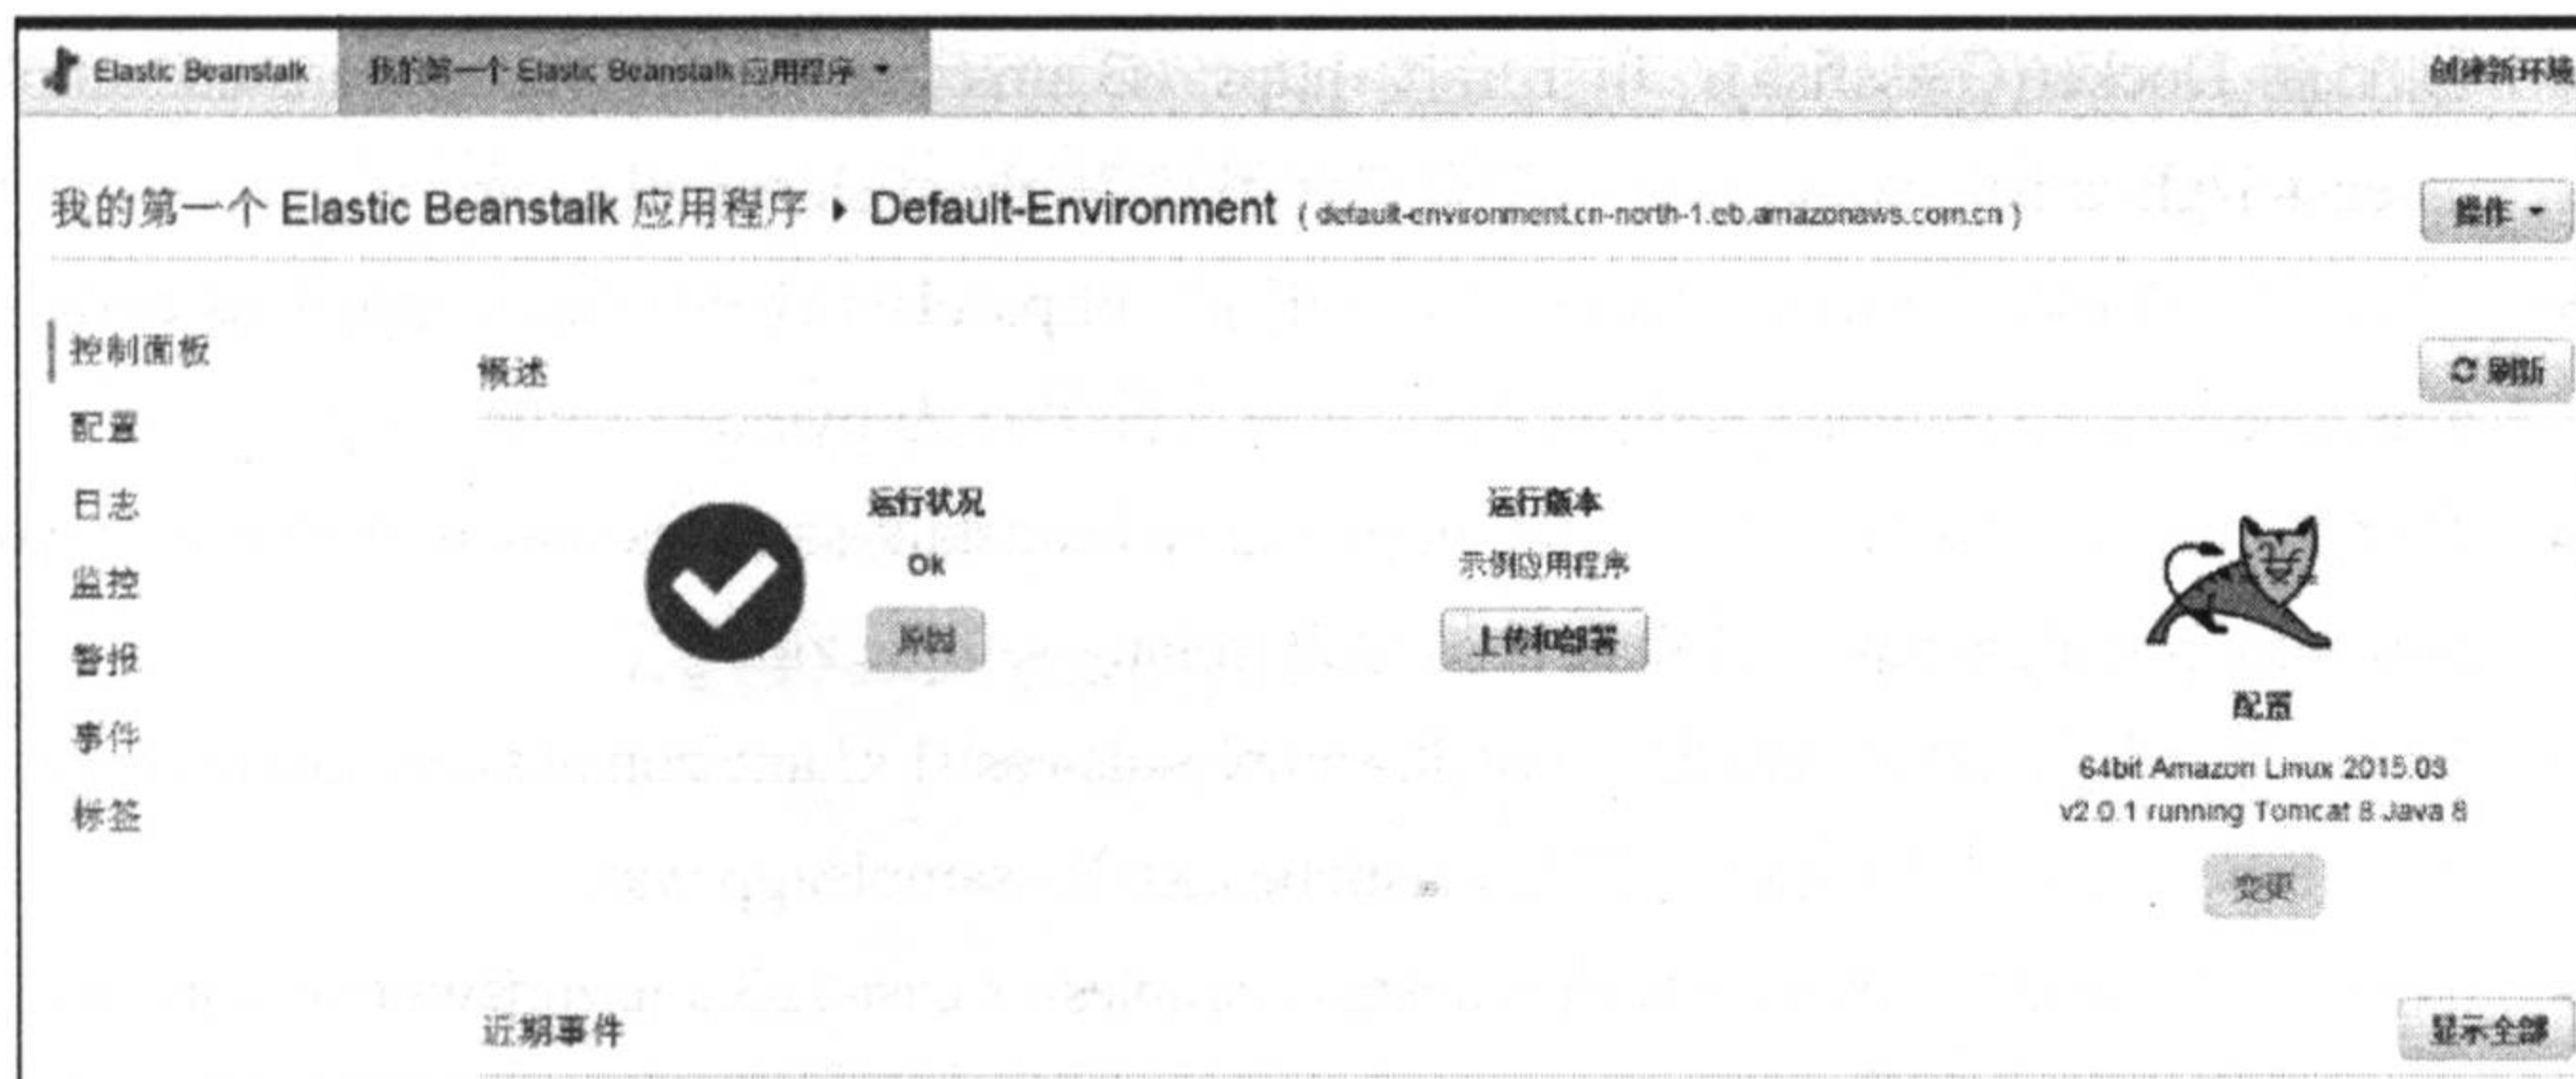 Elastic Beanstalk 我的第一个 Elastic Beanstalk 应用程序 创建新环境
我的第一个 Elastic Beanstalk 应用程序 Default-Environment ( default-environment.cn-north-1.eb.amazonaws.com.cn ) 操作
控制面板
配置
日志
监控
警报
事件
标签
概述 刷新
运行状况
Ok
原因
运行版本
示例应用程序
上传和部署
配置
64bit Amazon Linux 2015.03
v2.0.1 running Tomcat 8 Java 8
变更
近期事件 显示全部